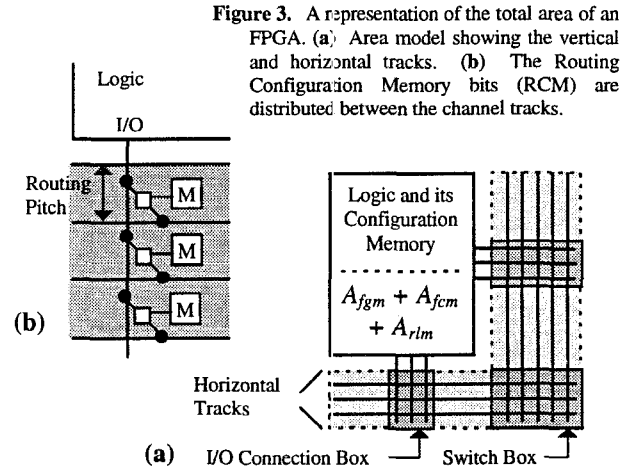 Figure 3. A representation of the total area of an
FPGA. (a) Area model showing the vertical
and horizontal tracks. (b) The Routing
Configuration Memory bits (RCM) are
distributed between the channel tracks.
Logic
I/O
Routing
Pitch
M
M
M
(b)
Logic and its
Configuration
Memory
A_fgm + A_fcm
+ A_rlm
Horizontal
Tracks
(a) I/O Connection Box Switch Box